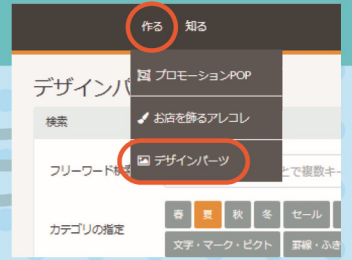 作る 知る
デザインパ
プロモーションPOP
検索
お店を飾るアレコレ
フリーワード検
デザインパーツ
とで複数キー
カテゴリの指定
春 夏 秋 冬 セール
文字・マーク・ピクト 罫線・ふき